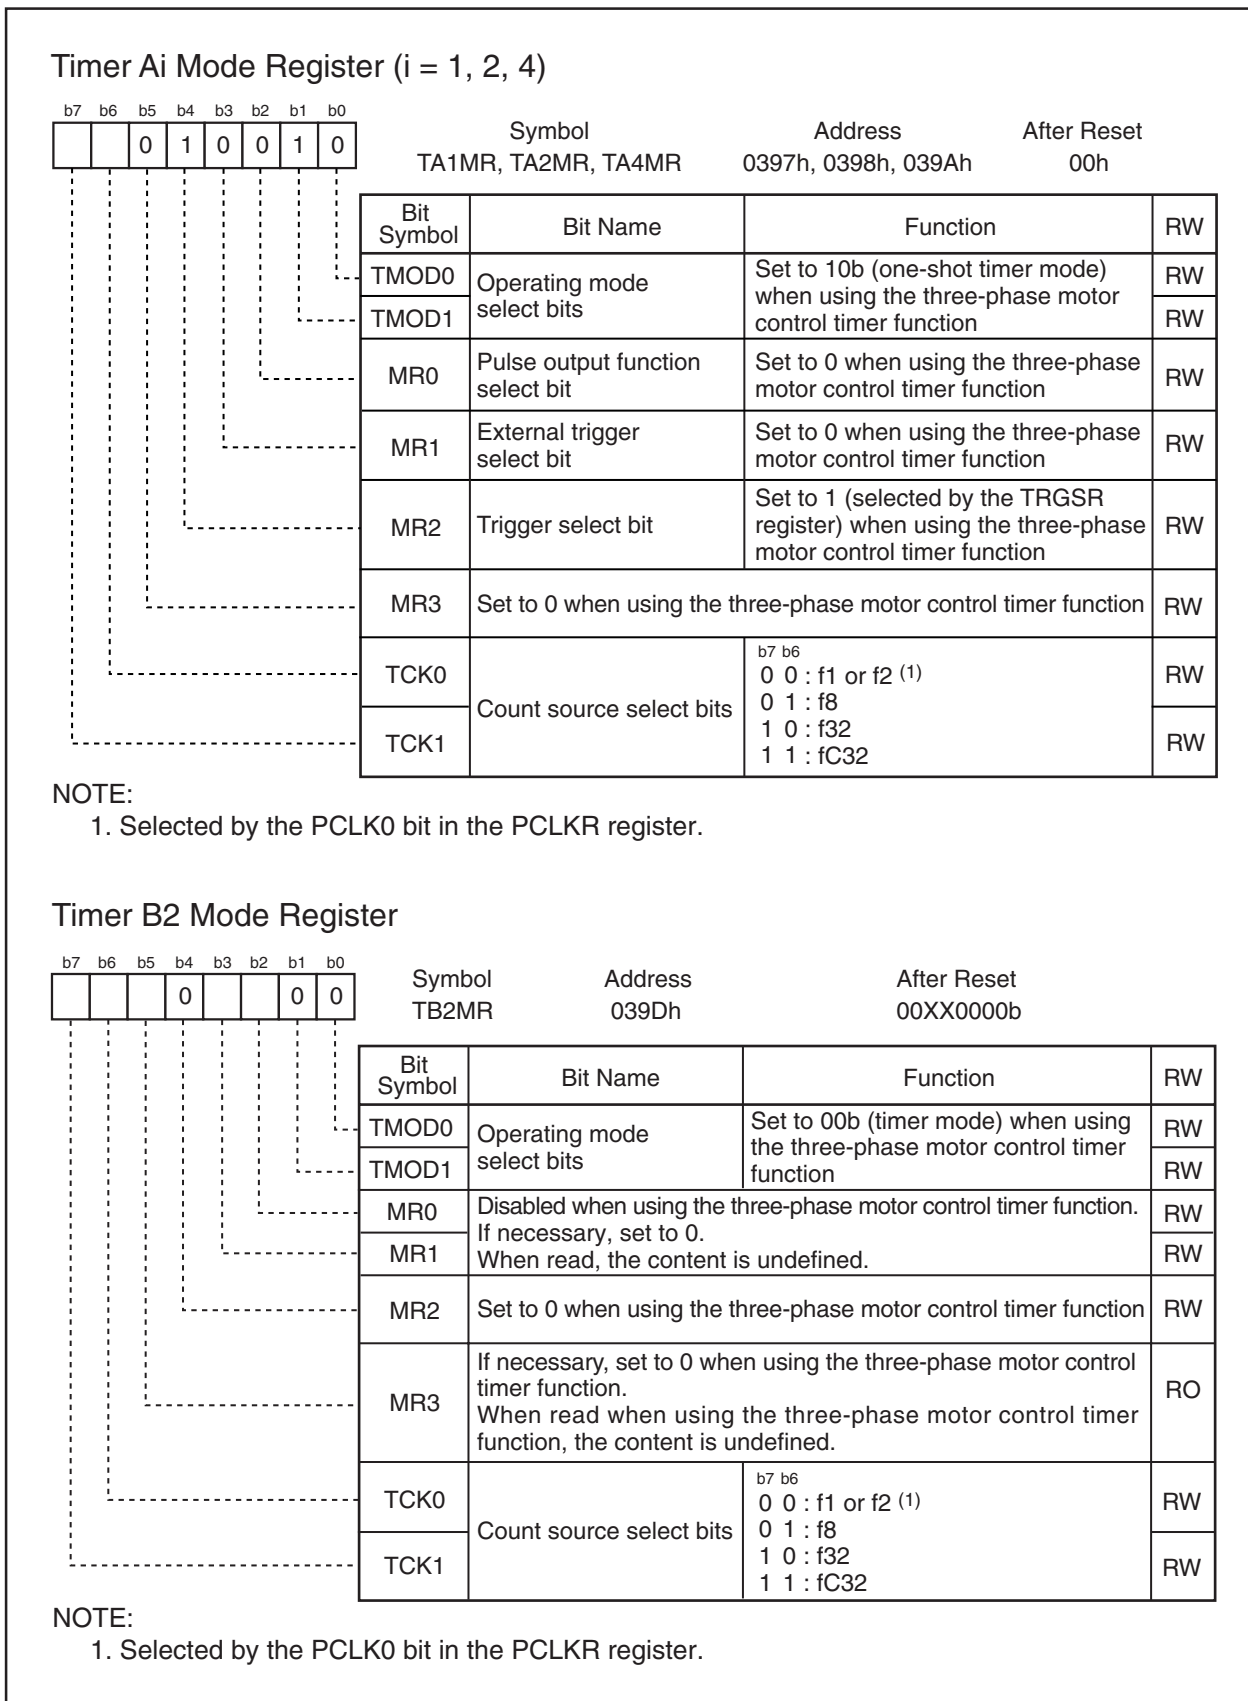 Timer Ai Mode Register (i = 1, 2, 4)
b7 b6 b5 b4 b3 b2 b1 b0
0 1 0 0 1 0
Symbol Address After Reset
TA1MR, TA2MR, TA4MR 0397h, 0398h, 039Ah 00h
Bit Symbol Bit Name Function RW
TMOD0 RW
TMOD1 RW
Operating mode
select bits
Set to 10b (one-shot timer mode)
when using the three-phase motor
control timer function
MR0 RW
Pulse output function
select bit
Set to 0 when using the three-phase
motor control timer function
MR1 RW
External trigger
select bit
Set to 0 when using the three-phase
motor control timer function
MR2 Trigger select bit RW
Set to 1 (selected by the TRGSR
register) when using the three-phase
motor control timer function
MR3 Set to 0 when using the three-phase motor control timer function RW
TCK0 RW
TCK1 RW
Count source select bits
b7 b6
0 0 : f1 or f2 (1)
0 1 : f8
1 0 : f32
1 1 : fC32
NOTE:
1. Selected by the PCLK0 bit in the PCLKR register.
Timer B2 Mode Register
b7 b6 b5 b4 b3 b2 b1 b0
0 0 0
Symbol Address After Reset
TB2MR 039Dh 00XX0000b
Bit Symbol Bit Name Function RW
TMOD0 RW
TMOD1 RW
Operating mode
select bits
Set to 00b (timer mode) when using
the three-phase motor control timer
function
MR0 RW
MR1 RW
Disabled when using the three-phase motor control timer function.
If necessary, set to 0.
When read, the content is undefined.
MR2 Set to 0 when using the three-phase motor control timer function RW
MR3 RO
If necessary, set to 0 when using the three-phase motor control
timer function.
When read when using the three-phase motor control timer
function, the content is undefined.
TCK0 RW
TCK1 RW
Count source select bits
b7 b6
0 0 : f1 or f2 (1)
0 1 : f8
1 0 : f32
1 1 : fC32
NOTE:
1. Selected by the PCLK0 bit in the PCLKR register.